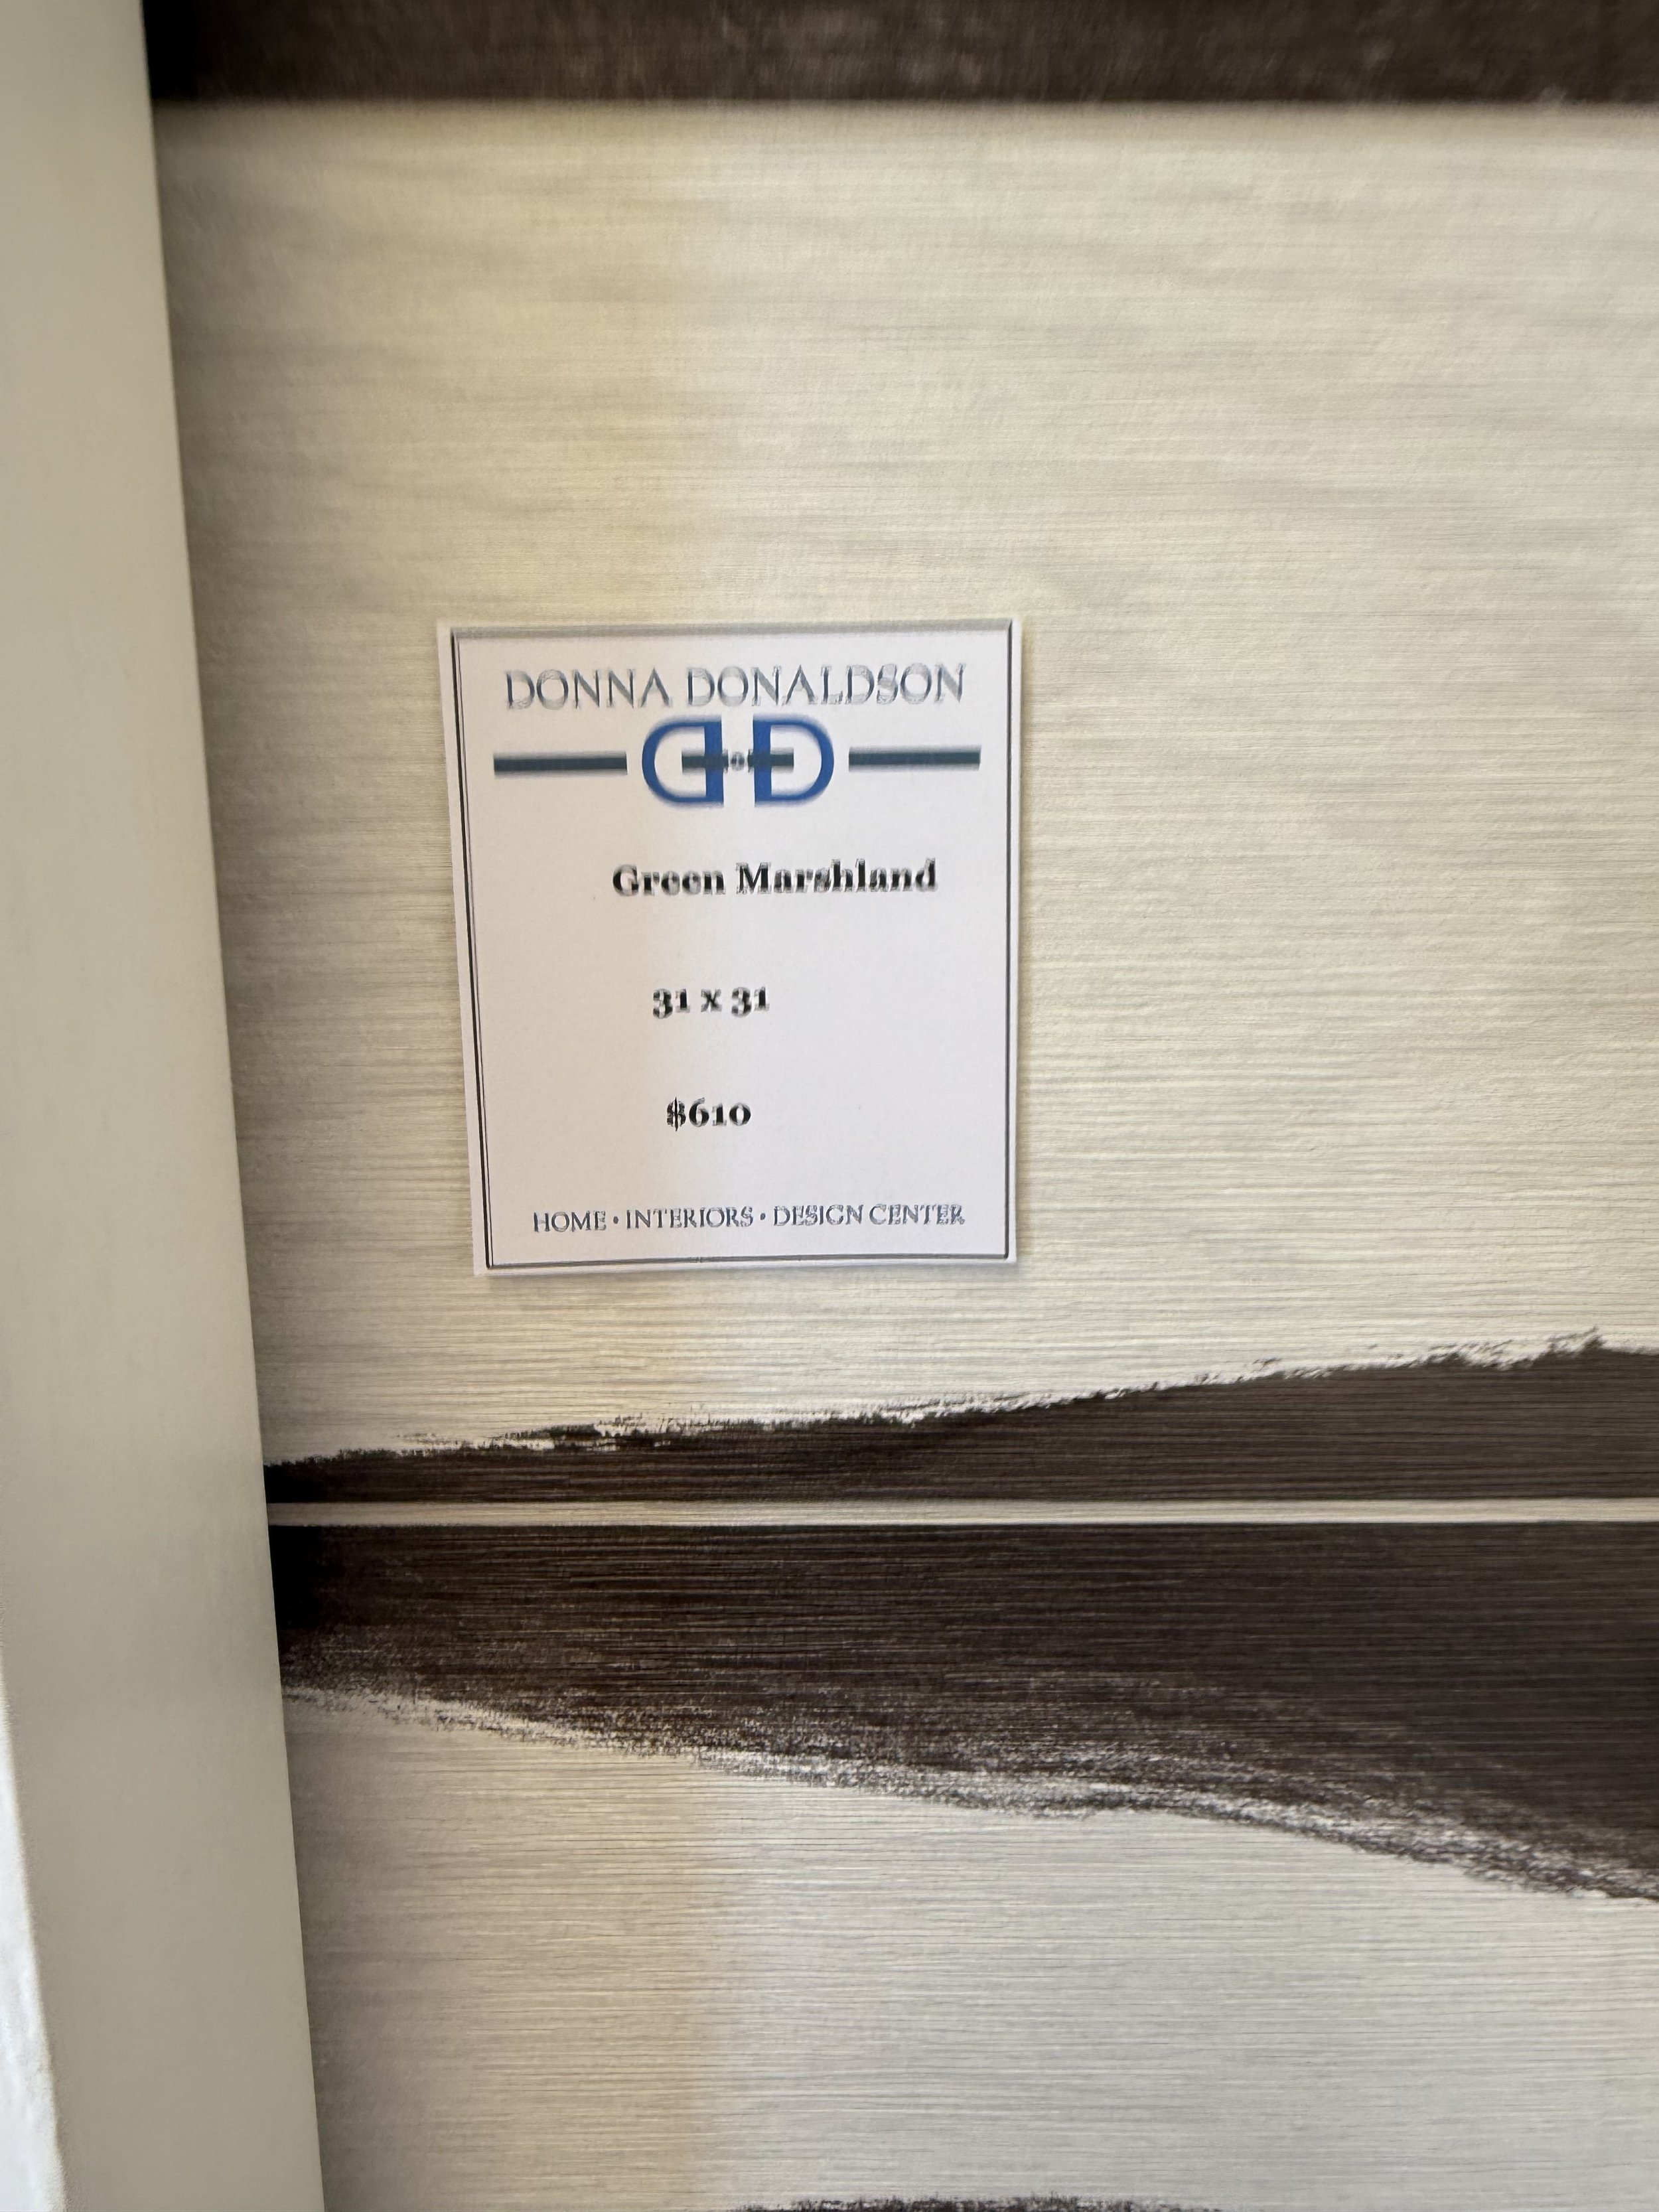 DONNA DONALDSON
Green Marshland
31 x 31
$610
HOME • INTERIORS • DESIGN CENTER